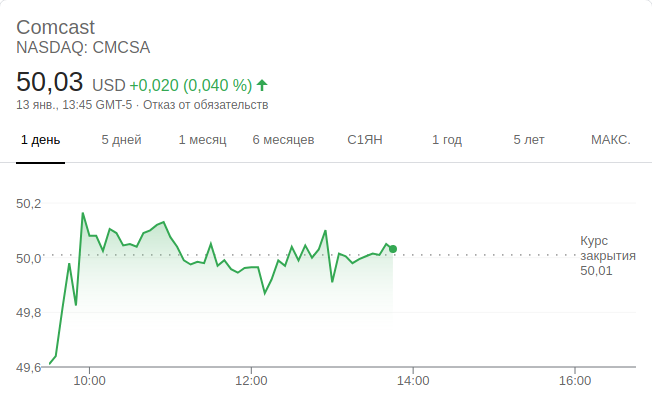 Comcast
NASDAQ: CMCSA
50,03 USD +0,020 (0,040 %)
13 янв., 13:45 GMT-5 · Отказ от обязательств
1 день 5 дней 1 месяц 6 месяцев С1ЯН 1 год 5 лет МАКС.
50,2
50,0
49,8
49,6
Курс
закрытия
50,01
10:00 12:00 14:00 16:00